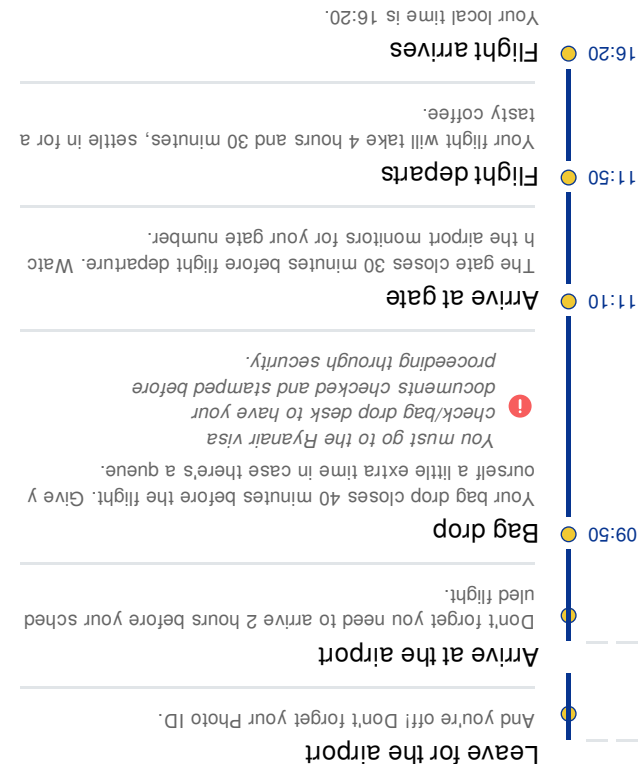 Leave for the airport
And you're off! Don't forget your Photo ID.
Arrive at the airport
Don't forget you need to arrive 2 hours before your sched
uled flight.
09:50
Bag drop
Your bag drop closes 40 minutes before the flight. Give y
ourself a little extra time in case there's a queue.
You must go to the Ryanair visa
check/bag drop desk to have your
documents checked and stamped before
proceeding through security.
11:10
Arrive at gate
The gate closes 30 minutes before flight departure. Watc
h the airport monitors for your gate number.
11:50
Flight departs
Your flight will take 4 hours and 30 minutes, settle in for a
tasty coffee.
16:20
Flight arrives
Your local time is 16:20.